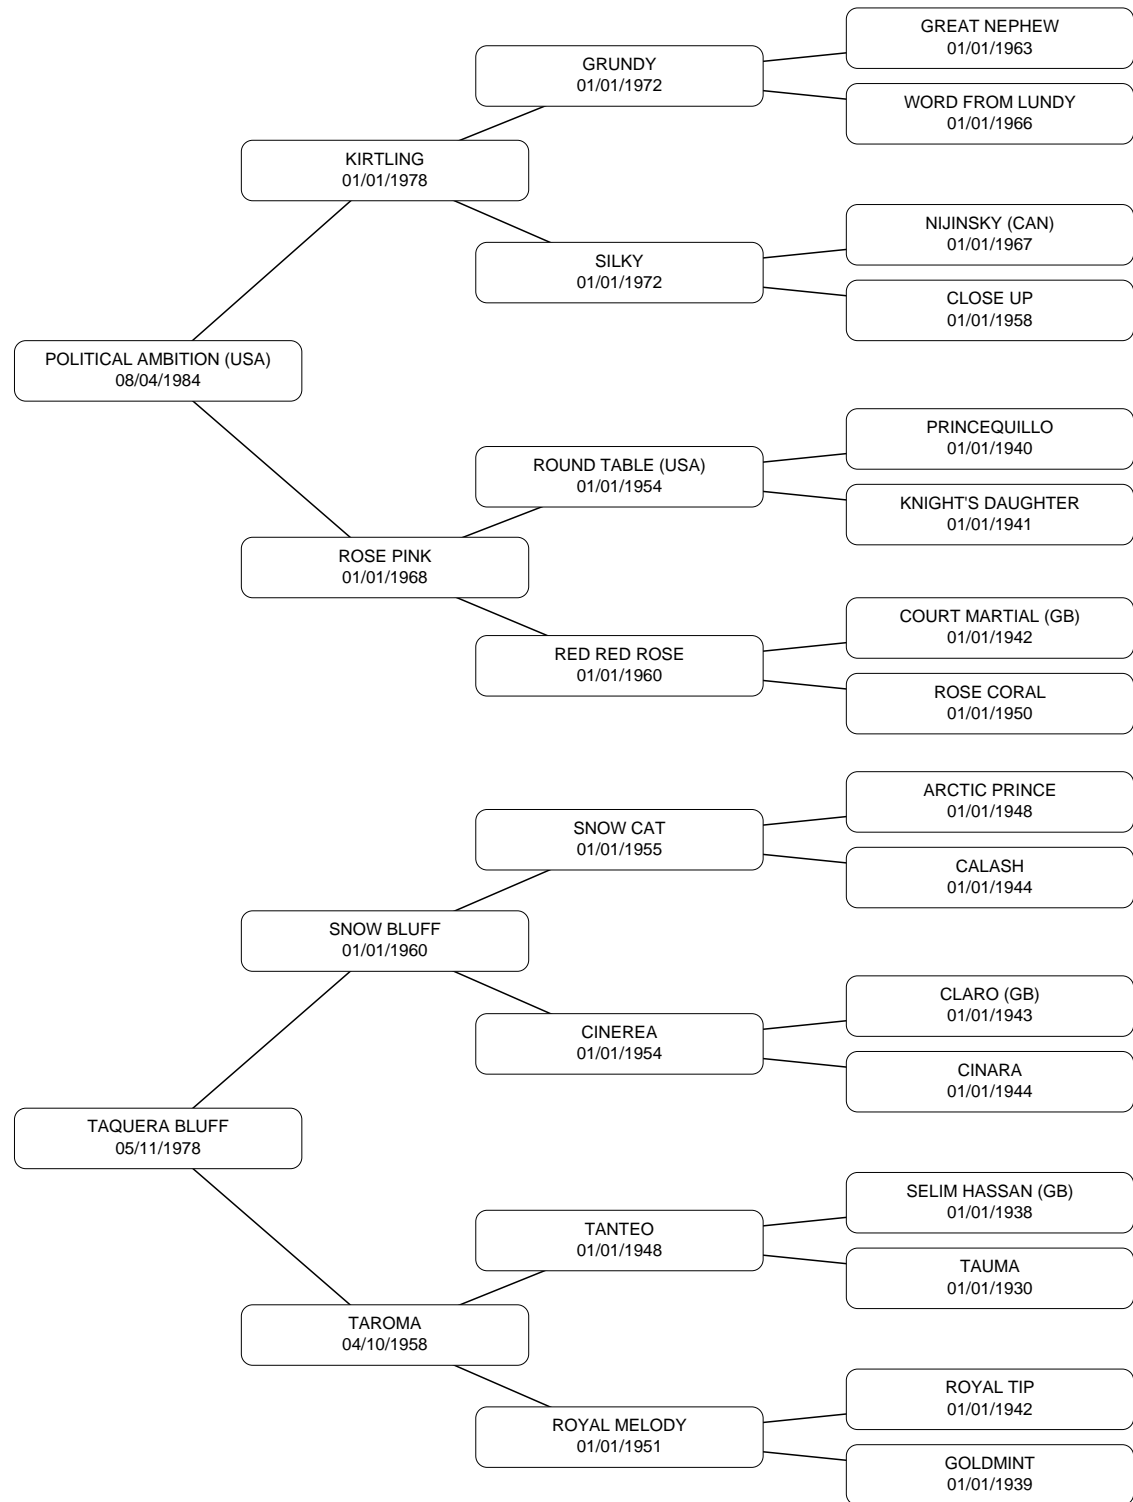 GREAT NEPHEW
01/01/1963
GRUNDY
01/01/1972
WORD FROM LUNDY
01/01/1966
KIRTLING
01/01/1978
NIJINSKY (CAN)
01/01/1967
SILKY
01/01/1972
CLOSE UP
01/01/1958
POLITICAL AMBITION (USA)
08/04/1984
PRINCEQUILLO
01/01/1940
ROUND TABLE (USA)
01/01/1954
KNIGHT'S DAUGHTER
01/01/1941
ROSE PINK
01/01/1968
COURT MARTIAL (GB)
01/01/1942
RED RED ROSE
01/01/1960
ROSE CORAL
01/01/1950
ARCTIC PRINCE
01/01/1948
SNOW CAT
01/01/1955
CALASH
01/01/1944
SNOW BLUFF
01/01/1960
CLARO (GB)
01/01/1943
CINEREA
01/01/1954
CINARA
01/01/1944
TAQUERA BLUFF
05/11/1978
SELIM HASSAN (GB)
01/01/1938
TANTEO
01/01/1948
TAUMA
01/01/1930
TAROMA
04/10/1958
ROYAL TIP
01/01/1942
ROYAL MELODY
01/01/1951
GOLDMINT
01/01/1939